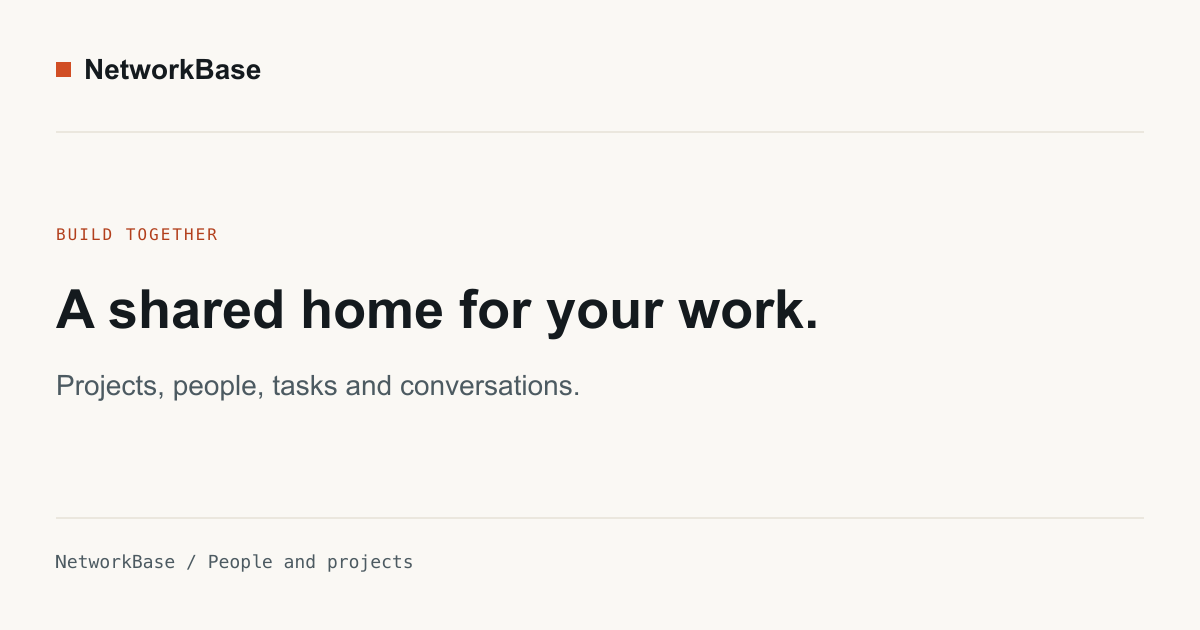 NetworkBase
BUILD TOGETHER
A shared home for your work.
Projects, people, tasks and conversations.
NetworkBase / People and projects